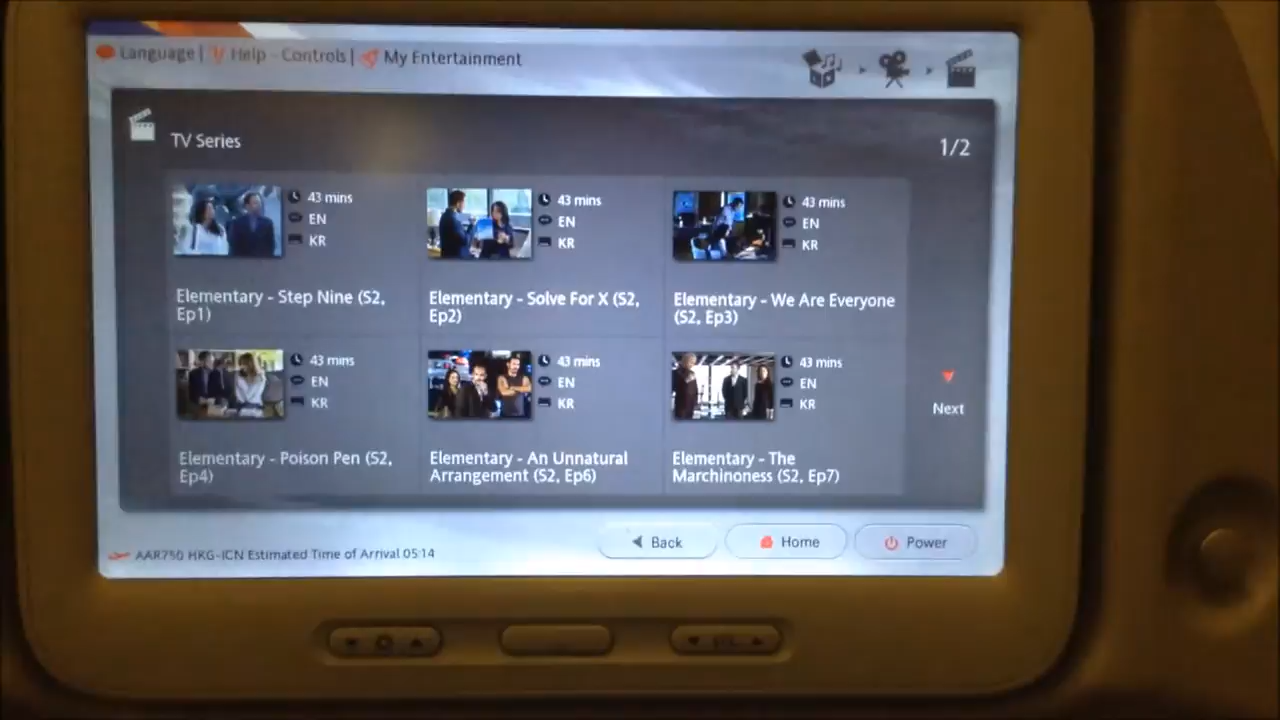 Language | Help - Controls | My Entertainment
TV Series
1/2
43 mins
EN
KR
Elementary - Step Nine (S2,
Ep1)
43 mins
EN
KR
Elementary - Solve For X (S2,
Ep2)
43 mins
EN
KR
Elementary - We Are Everyone
(S2, Ep3)
43 mins
EN
KR
Elementary - Poison Pen (S2,
Ep4)
43 mins
EN
KR
Elementary - An Unnatural
Arrangement (S2, Ep6)
43 mins
EN
KR
Elementary - The
Marchinoness (S2, Ep7)
Next
AAR750 HKG-ICN Estimated Time of Arrival 05:14
Back
Home
Power
VOL